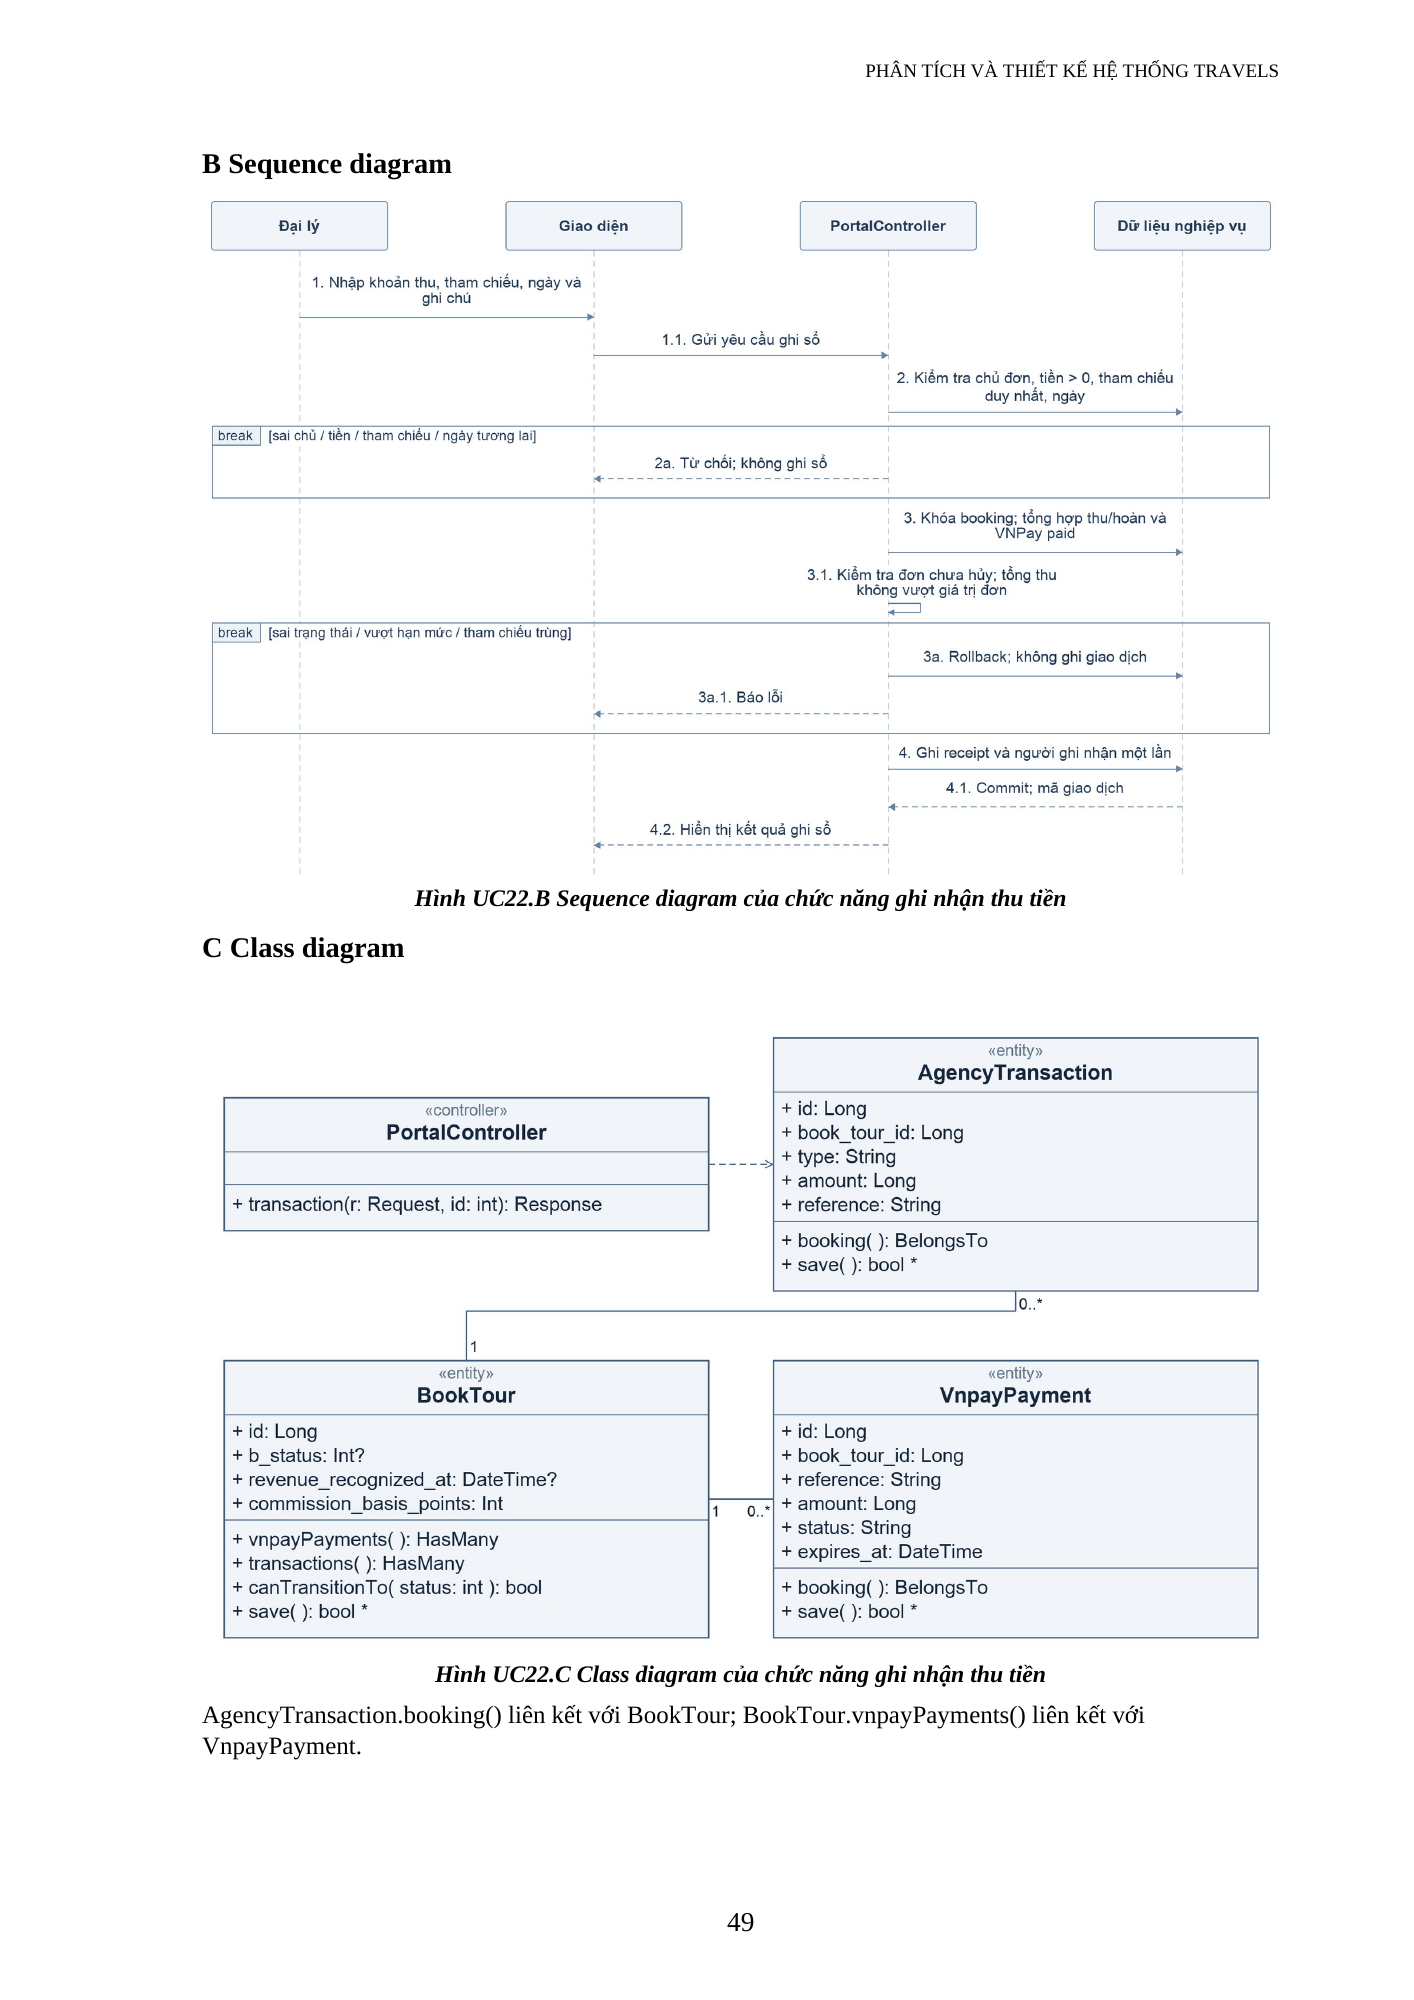 PHÂN TÍCH VÀ THIẾT KẾ HỆ THỐNG TRAVELS
B Sequence diagram
Đại lý
Giao diện
PortalController
Dữ liệu nghiệp vụ
1. Nhập khoản thu, tham chiếu, ngày và
ghi chú
1.1. Gửi yêu cầu ghi sổ
2. Kiểm tra chủ đơn, tiền > 0, tham chiếu
duy nhất, ngày
break [sai chủ / tiền / tham chiếu / ngày tương lai]
2a. Từ chối; không ghi sổ
3. Khóa booking; tổng hợp thu/hoàn và
VNPay paid
3.1. Kiểm tra đơn chưa hủy; tổng thu
không vượt giá trị đơn
break [sai trạng thái / vượt hạn mức / tham chiếu trùng]
3a. Rollback; không ghi giao dịch
3a.1. Báo lỗi
4. Ghi receipt và người ghi nhận một lần
4.1. Commit; mã giao dịch
4.2. Hiển thị kết quả ghi sổ
Hình UC22.B Sequence diagram của chức năng ghi nhận thu tiền
C Class diagram
«controller»
PortalController
+ transaction(r: Request, id: int): Response
«entity»
AgencyTransaction
+ id: Long
+ book_tour_id: Long
+ type: String
+ amount: Long
+ reference: String
+ booking( ): BelongsTo
+ save( ): bool *
0..*
1
«entity»
BookTour
+ id: Long
+ b_status: Int?
+ revenue_recognized_at: DateTime?
+ commission_basis_points: Int
+ vnpayPayments( ): HasMany
+ transactions( ): HasMany
+ canTransitionTo( status: int ): bool
+ save( ): bool *
1 0..*
«entity»
VnpayPayment
+ id: Long
+ book_tour_id: Long
+ reference: String
+ amount: Long
+ status: String
+ expires_at: DateTime
+ booking( ): BelongsTo
+ save( ): bool *
Hình UC22.C Class diagram của chức năng ghi nhận thu tiền
AgencyTransaction.booking() liên kết với BookTour; BookTour.vnpayPayments() liên kết với
VnpayPayment.
49